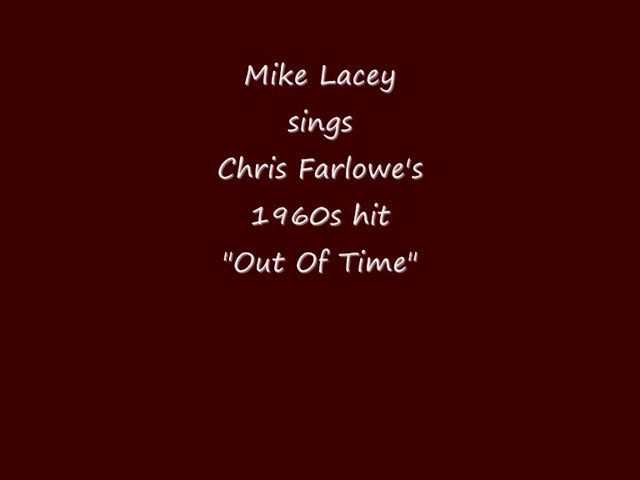 Mike Lacey
sings
Chris Farlowe's
1960s hit
"Out Of Time"